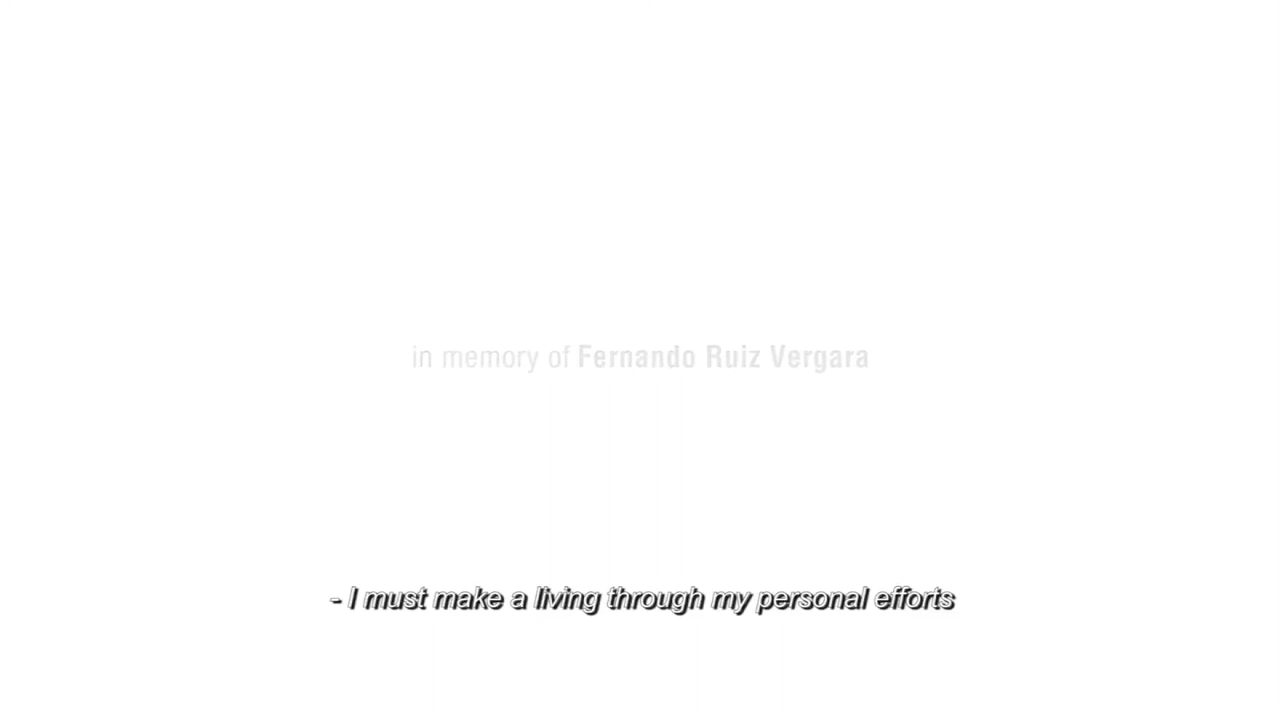 in memory of Fernando Ruiz Vergara
- I must make a living through my personal efforts